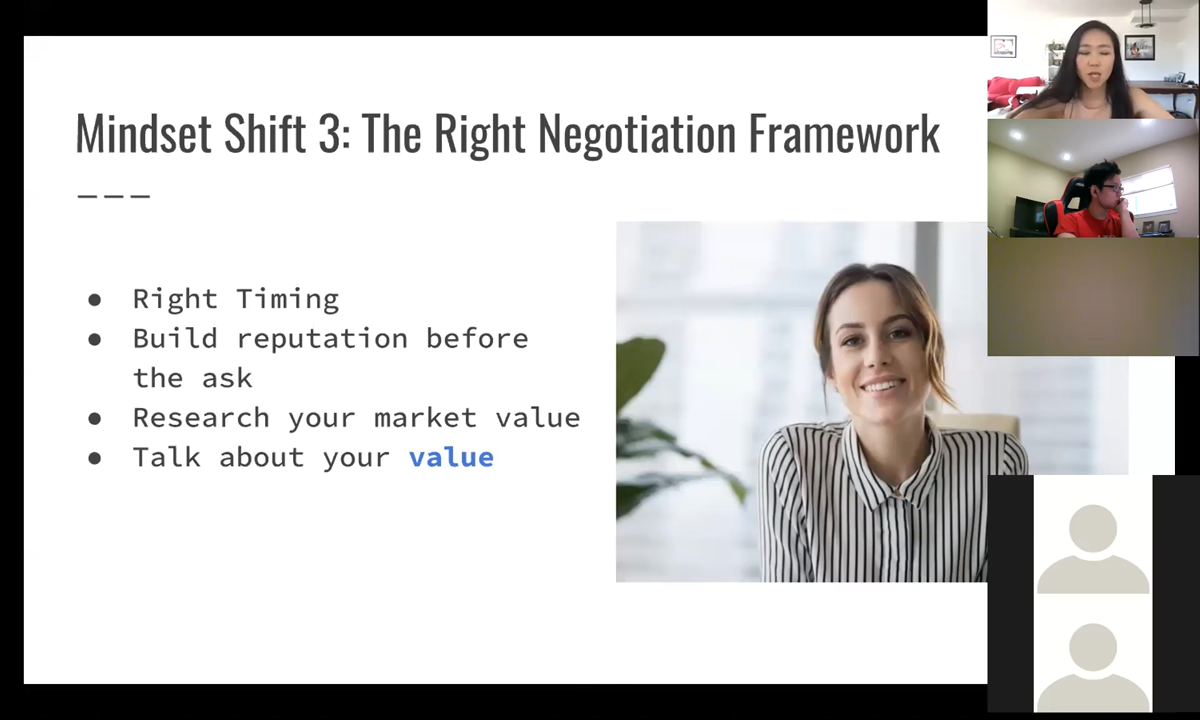 Mindset Shift 3: The Right Negotiation Framework
● Right Timing
● Build reputation before
the ask
● Research your market value
● Talk about your value